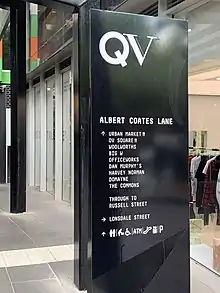 QV
ALBERT COATES LANE
↑ URBAN MARKET
QV SQUARE
WOOLWORTHS
BIG W
OFFICEWORKS
DAN MURPHY'S
HARVEY NORMAN
DOMAYNE
THE COMMONS
THROUGH TO
RUSSELL STREET
→ LONSDALE STREET
↑ ATM P